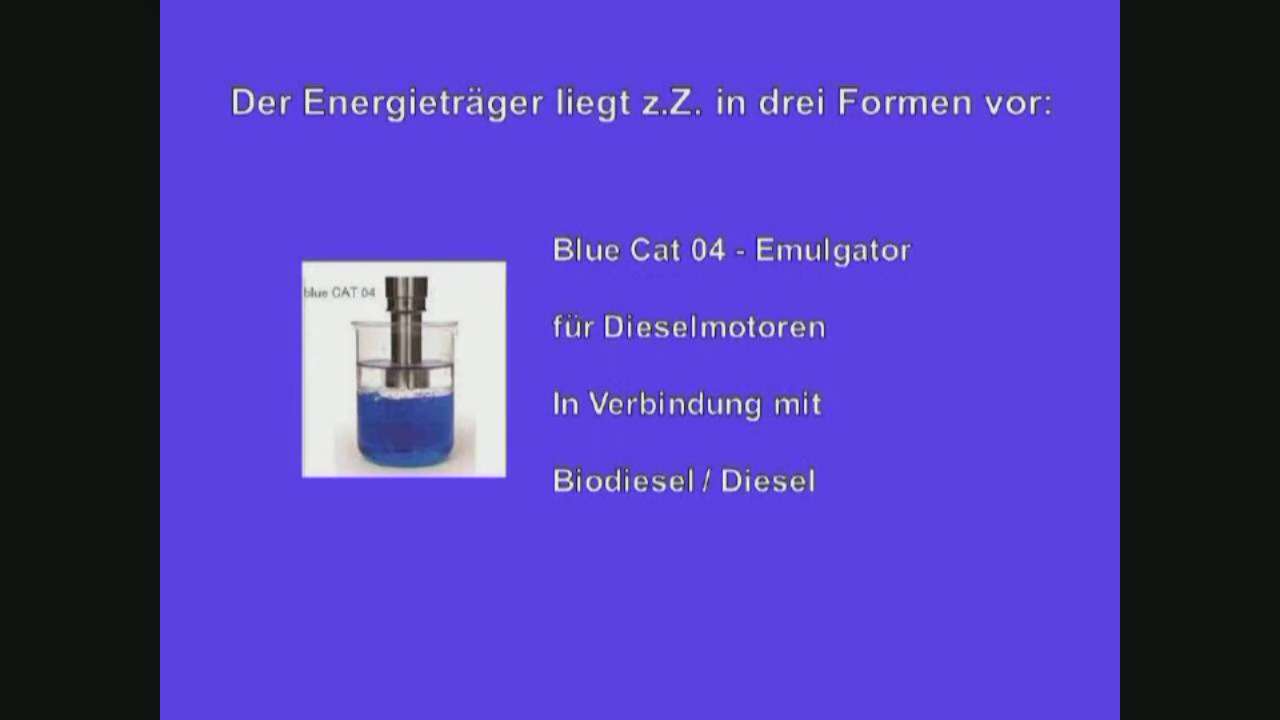 Der Energieträger liegt z.Z. in drei Formen vor:
blue CAT 04
Blue Cat 04 - Emulgator
für Dieselmotoren
In Verbindung mit
Biodiesel / Diesel